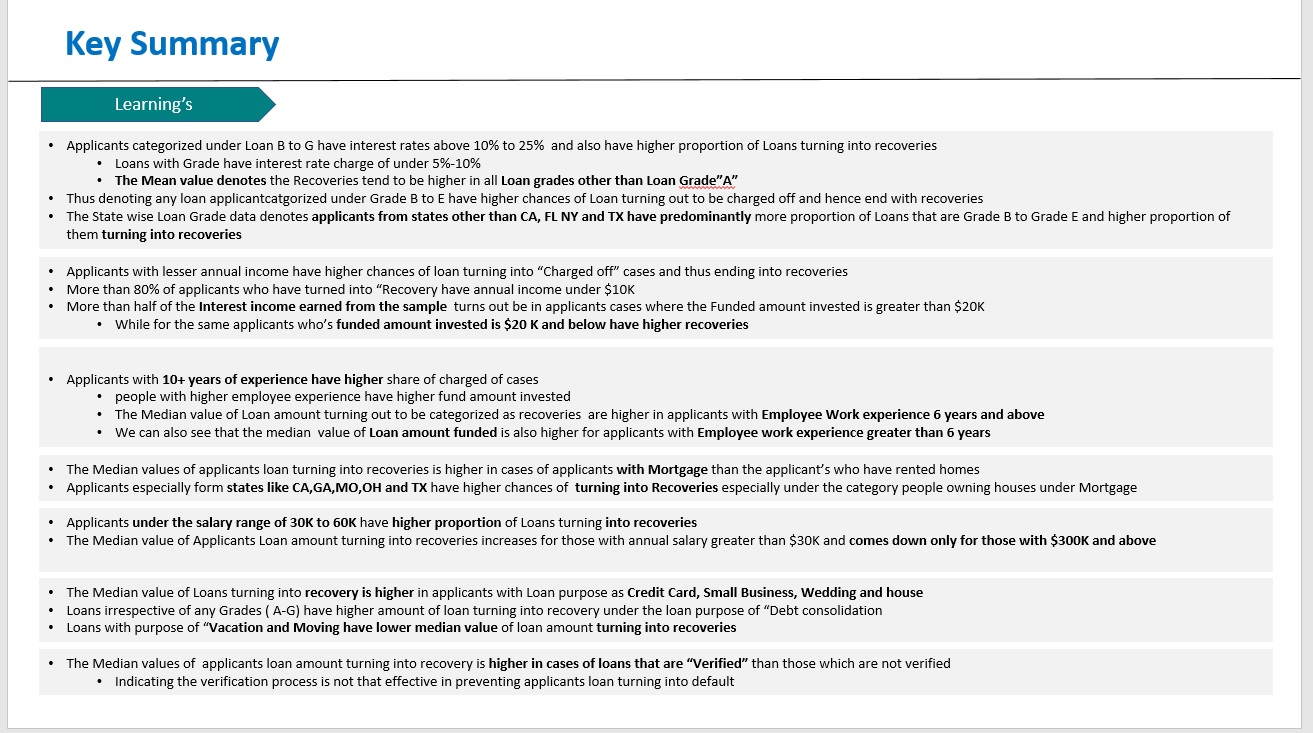 Key Summary
Learning's
• Applicants categorized under Loan B to G have interest rates above 10% to 25%  and also have higher proportion of Loans turning into recoveries
• Loans with Grade have interest rate charge of under 5%-10%
• The Mean value denotes the Recoveries tend to be higher in all Loan grades other than Loan Grade”A”
• Thus denoting any loan applicantcatgorized under Grade B to E have higher chances of Loan turning out to be charged off and hence end with recoveries
• The State wise Loan Grade data denotes applicants from states other than CA, FL NY and TX have predominantly more proportion of Loans that are Grade B to Grade E and higher proportion of
them turning into recoveries
• Applicants with lesser annual income have higher chances of loan turning into “Charged off” cases and thus ending into recoveries
• More than 80% of applicants who have turned into “Recovery have annual income under $10K
• More than half of the Interest income earned from the sample  turns out be in applicants cases where the Funded amount invested is greater than $20K
• While for the same applicants who’s funded amount invested is $20 K and below have higher recoveries
• Applicants with 10+ years of experience have higher share of charged of cases
• people with higher employee experience have higher fund amount invested
• The Median value of Loan amount turning out to be categorized as recoveries  are higher in applicants with Employee Work experience 6 years and above
• We can also see that the median  value of Loan amount funded is also higher for applicants with Employee work experience greater than 6 years
• The Median values of applicants loan turning into recoveries is higher in cases of applicants with Mortgage than the applicant’s who have rented homes
• Applicants especially form states like CA,GA,MO,OH and TX have higher chances of  turning into Recoveries especially under the category people owning houses under Mortgage
• Applicants under the salary range of 30K to 60K have higher proportion of Loans turning into recoveries
• The Median value of Applicants Loan amount turning into recoveries increases for those with annual salary greater than $30K and comes down only for those with $300K and above
• The Median value of Loans turning into recovery is higher in applicants with Loan purpose as Credit Card, Small Business, Wedding and house
• Loans irrespective of any Grades ( A-G) have higher amount of loan turning into recovery under the loan purpose of “Debt consolidation
• Loans with purpose of “Vacation and Moving have lower median value of loan amount turning into recoveries
• The Median values of  applicants loan amount turning into recovery is higher in cases of loans that are “Verified” than those which are not verified
• Indicating the verification process is not that effective in preventing applicants loan turning into default